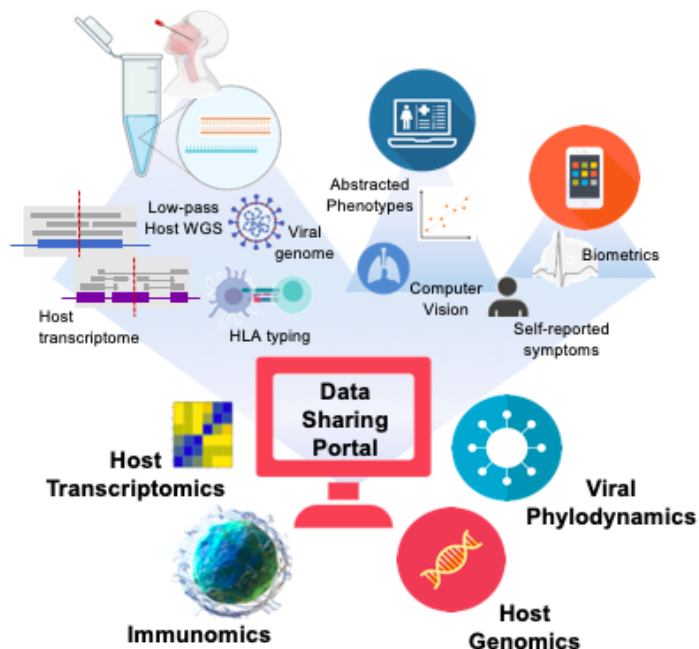 Low-pass
Host WGS
Viral
genome
Host
transcriptome
HLA typing
Abstracted
Phenotypes
Computer
Vision
Biometrics
Self-reported
symptoms
Data
Sharing
Portal
Host
Transcriptomics
Viral
Phylodynamics
Immunomics
Host
Genomics